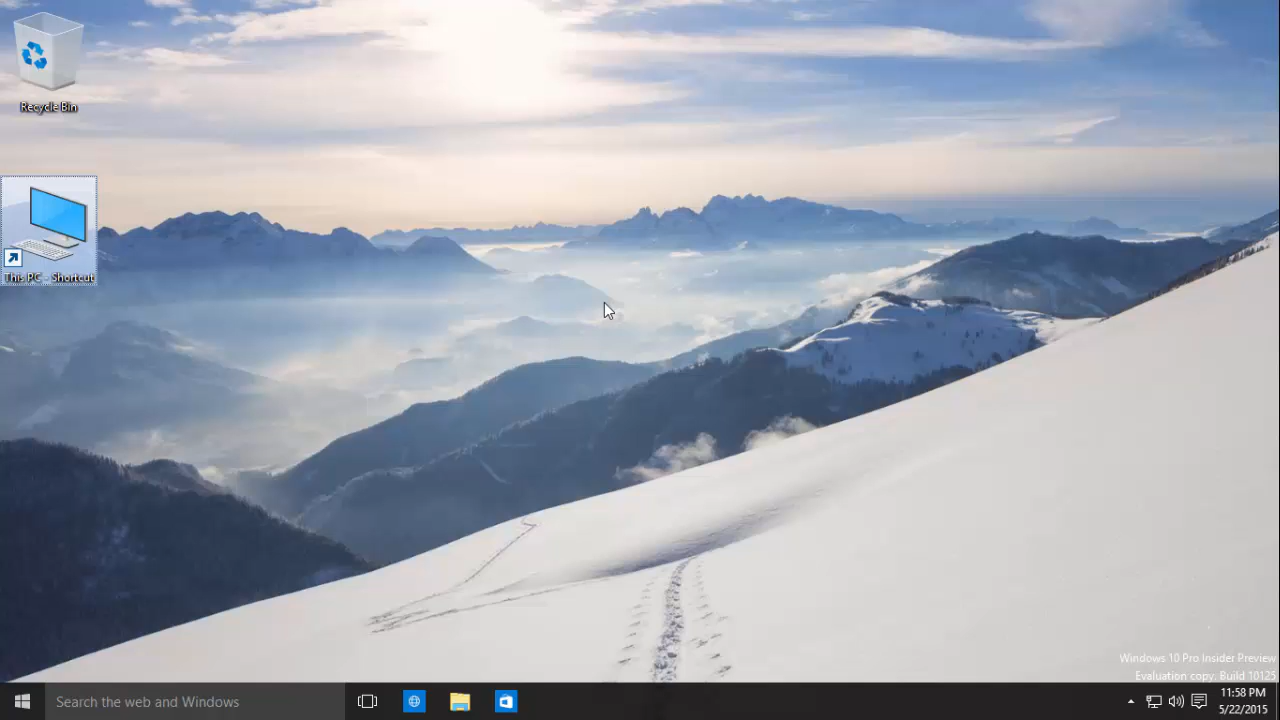 Recycle Bin
This PC - Shortcut
Windows 10 Pro Insider Preview
Evaluation copy. Build 10125
Search the web and Windows
11:58 PM
5/22/2015